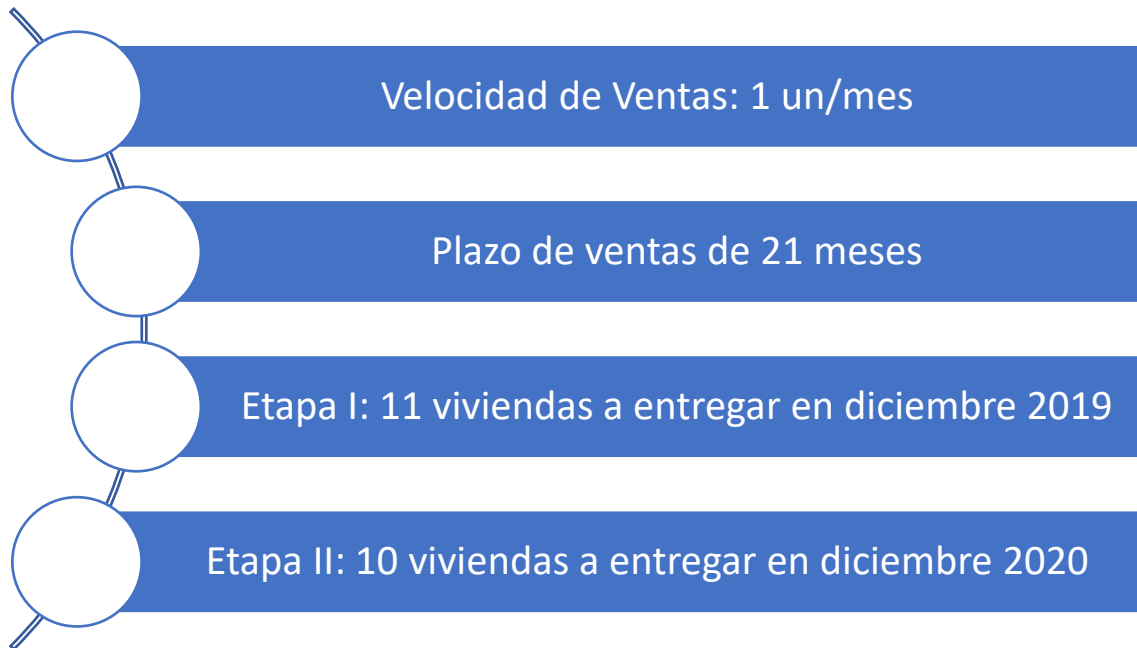 Velocidad de Ventas: 1 un/mes
Plazo de ventas de 21 meses
Etapa I: 11 viviendas a entregar en diciembre 2019
Etapa II: 10 viviendas a entregar en diciembre 2020